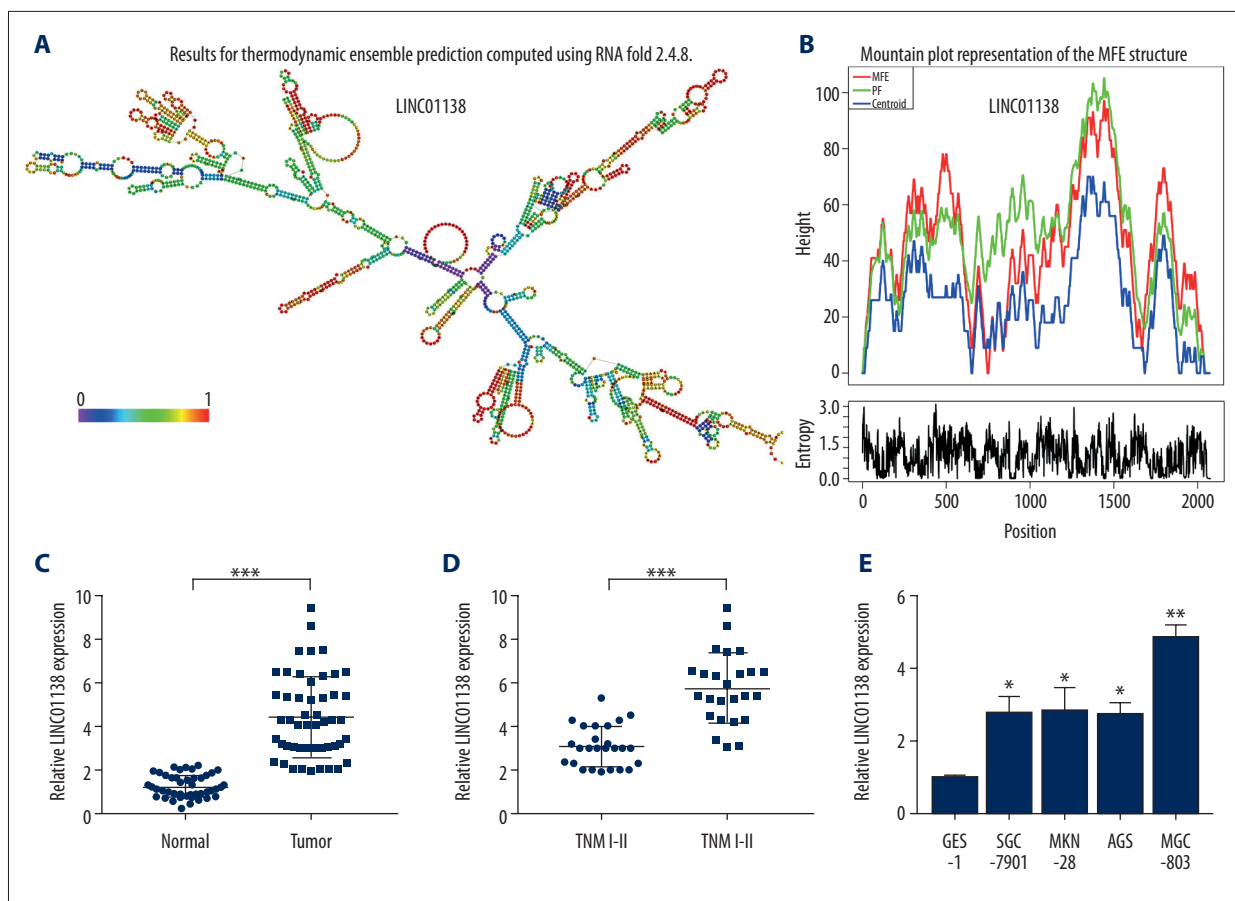 A
Results for thermodynamic ensemble prediction computed using RNA fold 2.4.8.
LINC01138
0 1
B
Mountain plot representation of the MFE structure
MFE
PF
Centroid
LINC01138
Height
100
80
60
40
20
0
Entropy
3.0
1.5
0.0
0 500 1000 1500 2000
Position
C
***
Relative LINC01138 expression
10
8
6
4
2
0
Normal Tumor
D
***
Relative LINC01138 expression
10
8
6
4
2
0
TNM I-II TNM I-II
E
Relative LINC01138 expression
6
4
2
0
* * * **
GES -1
SGC -7901
MKN -28
AGS
MGC -803